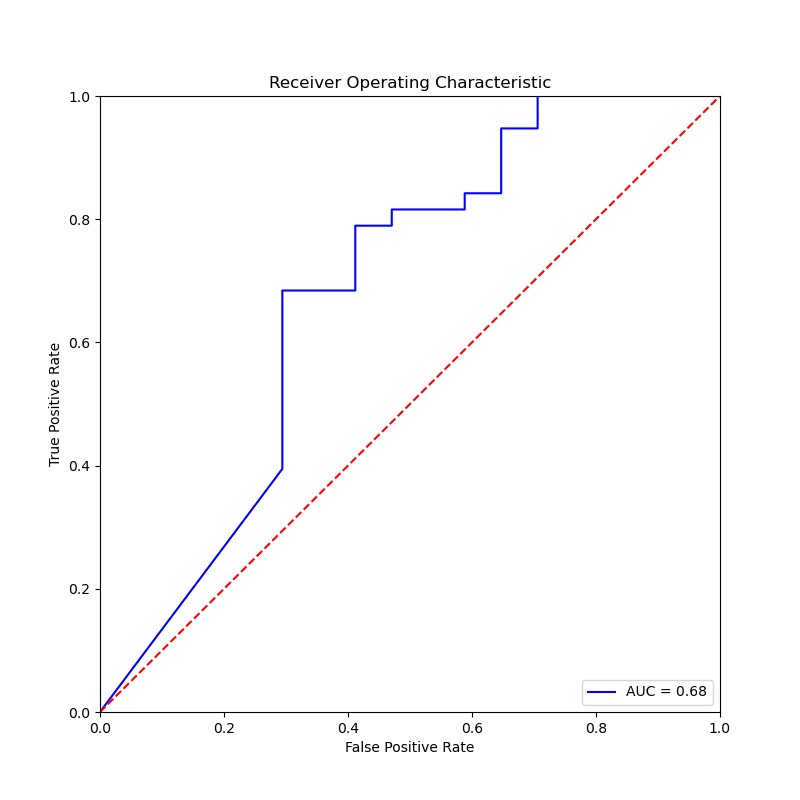 Receiver Operating Characteristic
True Positive Rate
1.0
0.8
0.6
0.4
0.2
0.0
AUC = 0.68
0.0 0.2 0.4 0.6 0.8 1.0
False Positive Rate